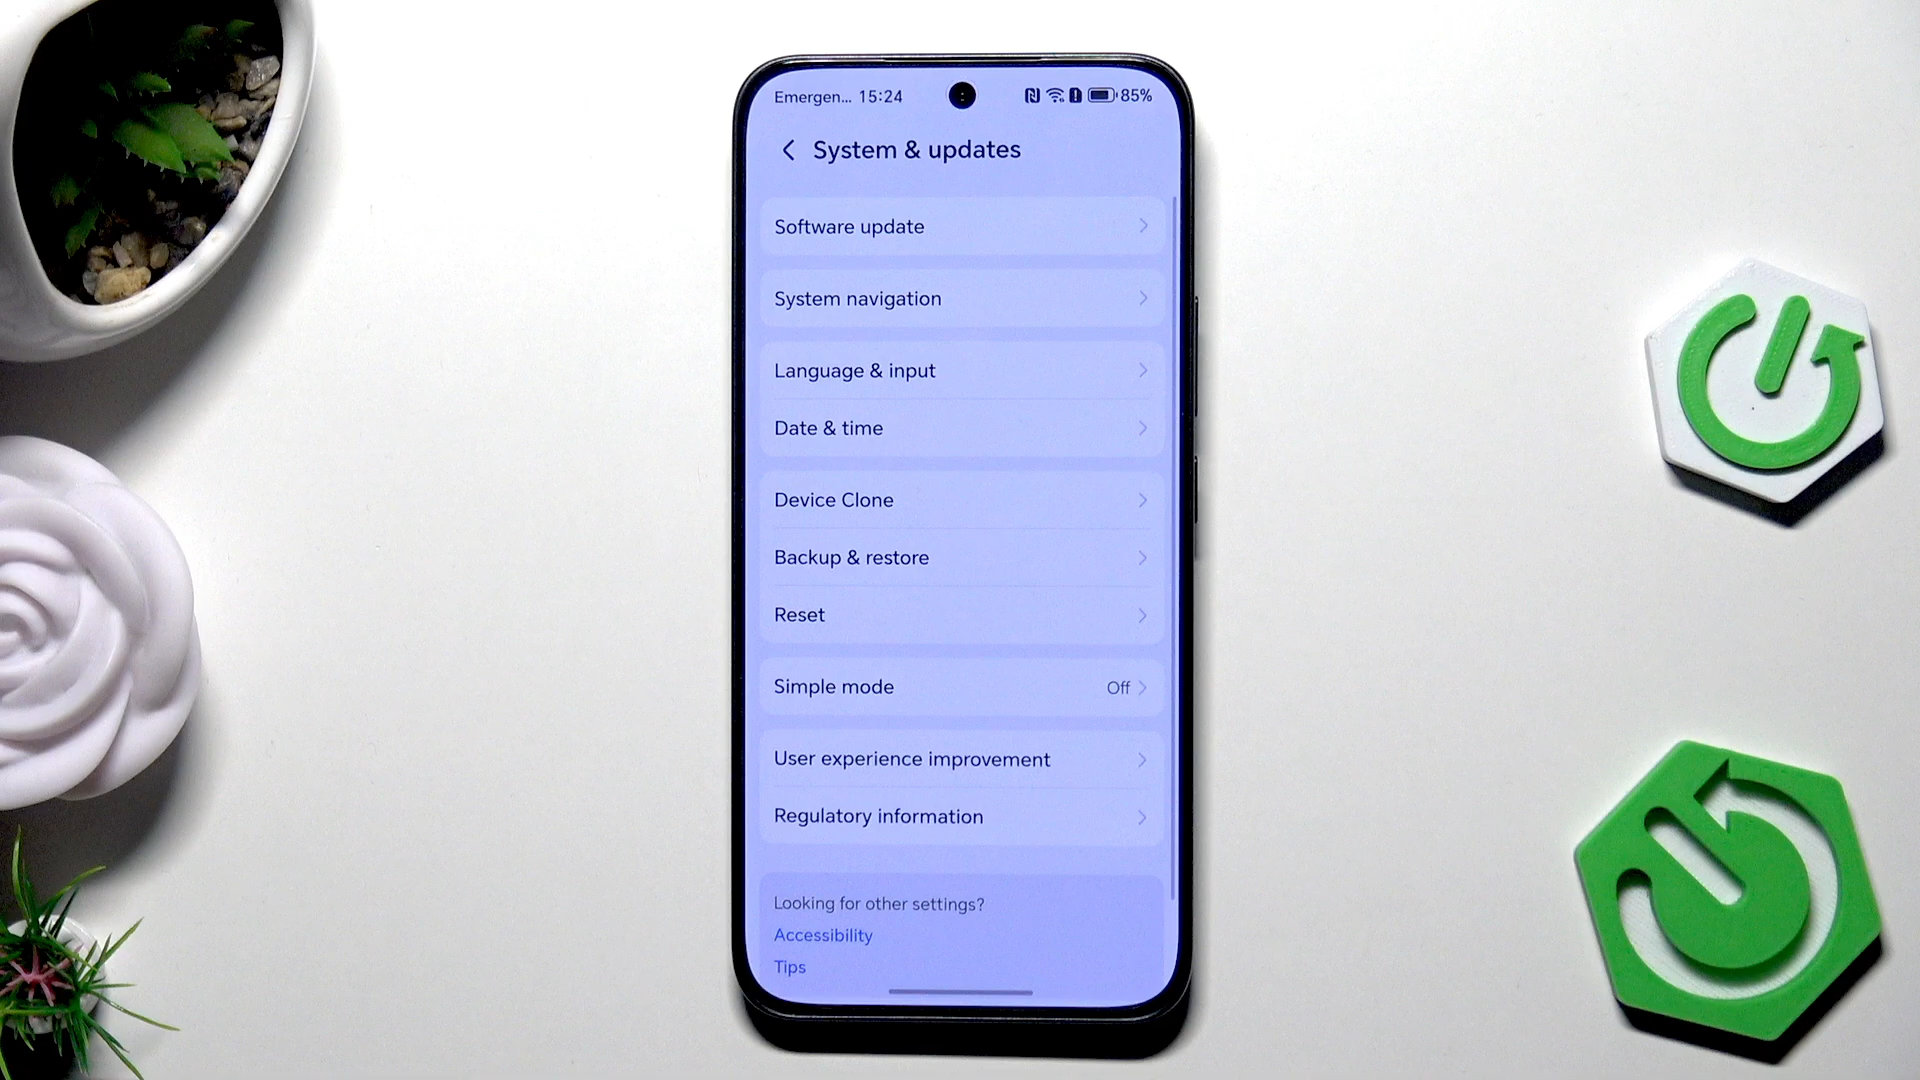 Emergen... 15:24 85%
System & updates
Software update
System navigation
Language & input
Date & time
Device Clone
Backup & restore
Reset
Simple mode Off
User experience improvement
Regulatory information
Looking for other settings?
Accessibility
Tips